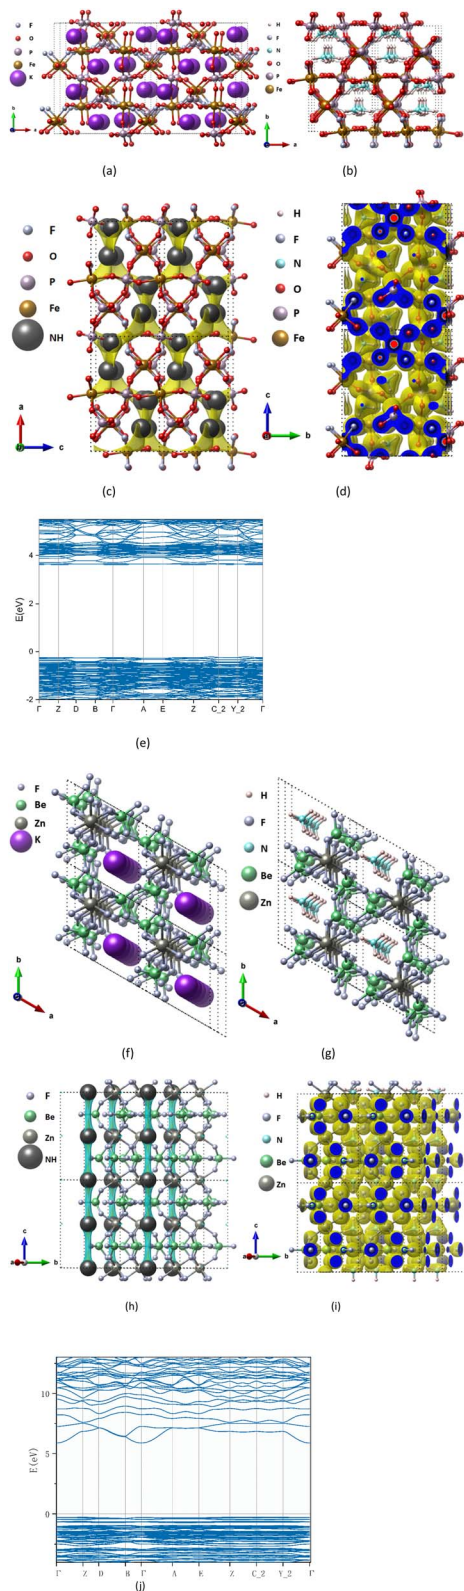 F
O
P
Fe
K
b
a
(a)
H
F
N
O
P
Fe
b
a
(b)
F
O
P
Fe
NH
a
b
c
(c)
H
F
N
O
P
Fe
c
b
(d)
E(eV)
4
2
0
-2
Γ Z D B Γ A E Z C_2 Y_2 Γ
(e)
F
Be
Zn
K
b
a
(f)
H
F
N
Be
Zn
b
a
(g)
F
Be
Zn
NH
c
a b
(h)
H
F
N
Be
Zn
c
a b
(i)
E(eV)
10
5
0
Γ Z D B Γ A E Z C_2 Y_2 Γ
(j)